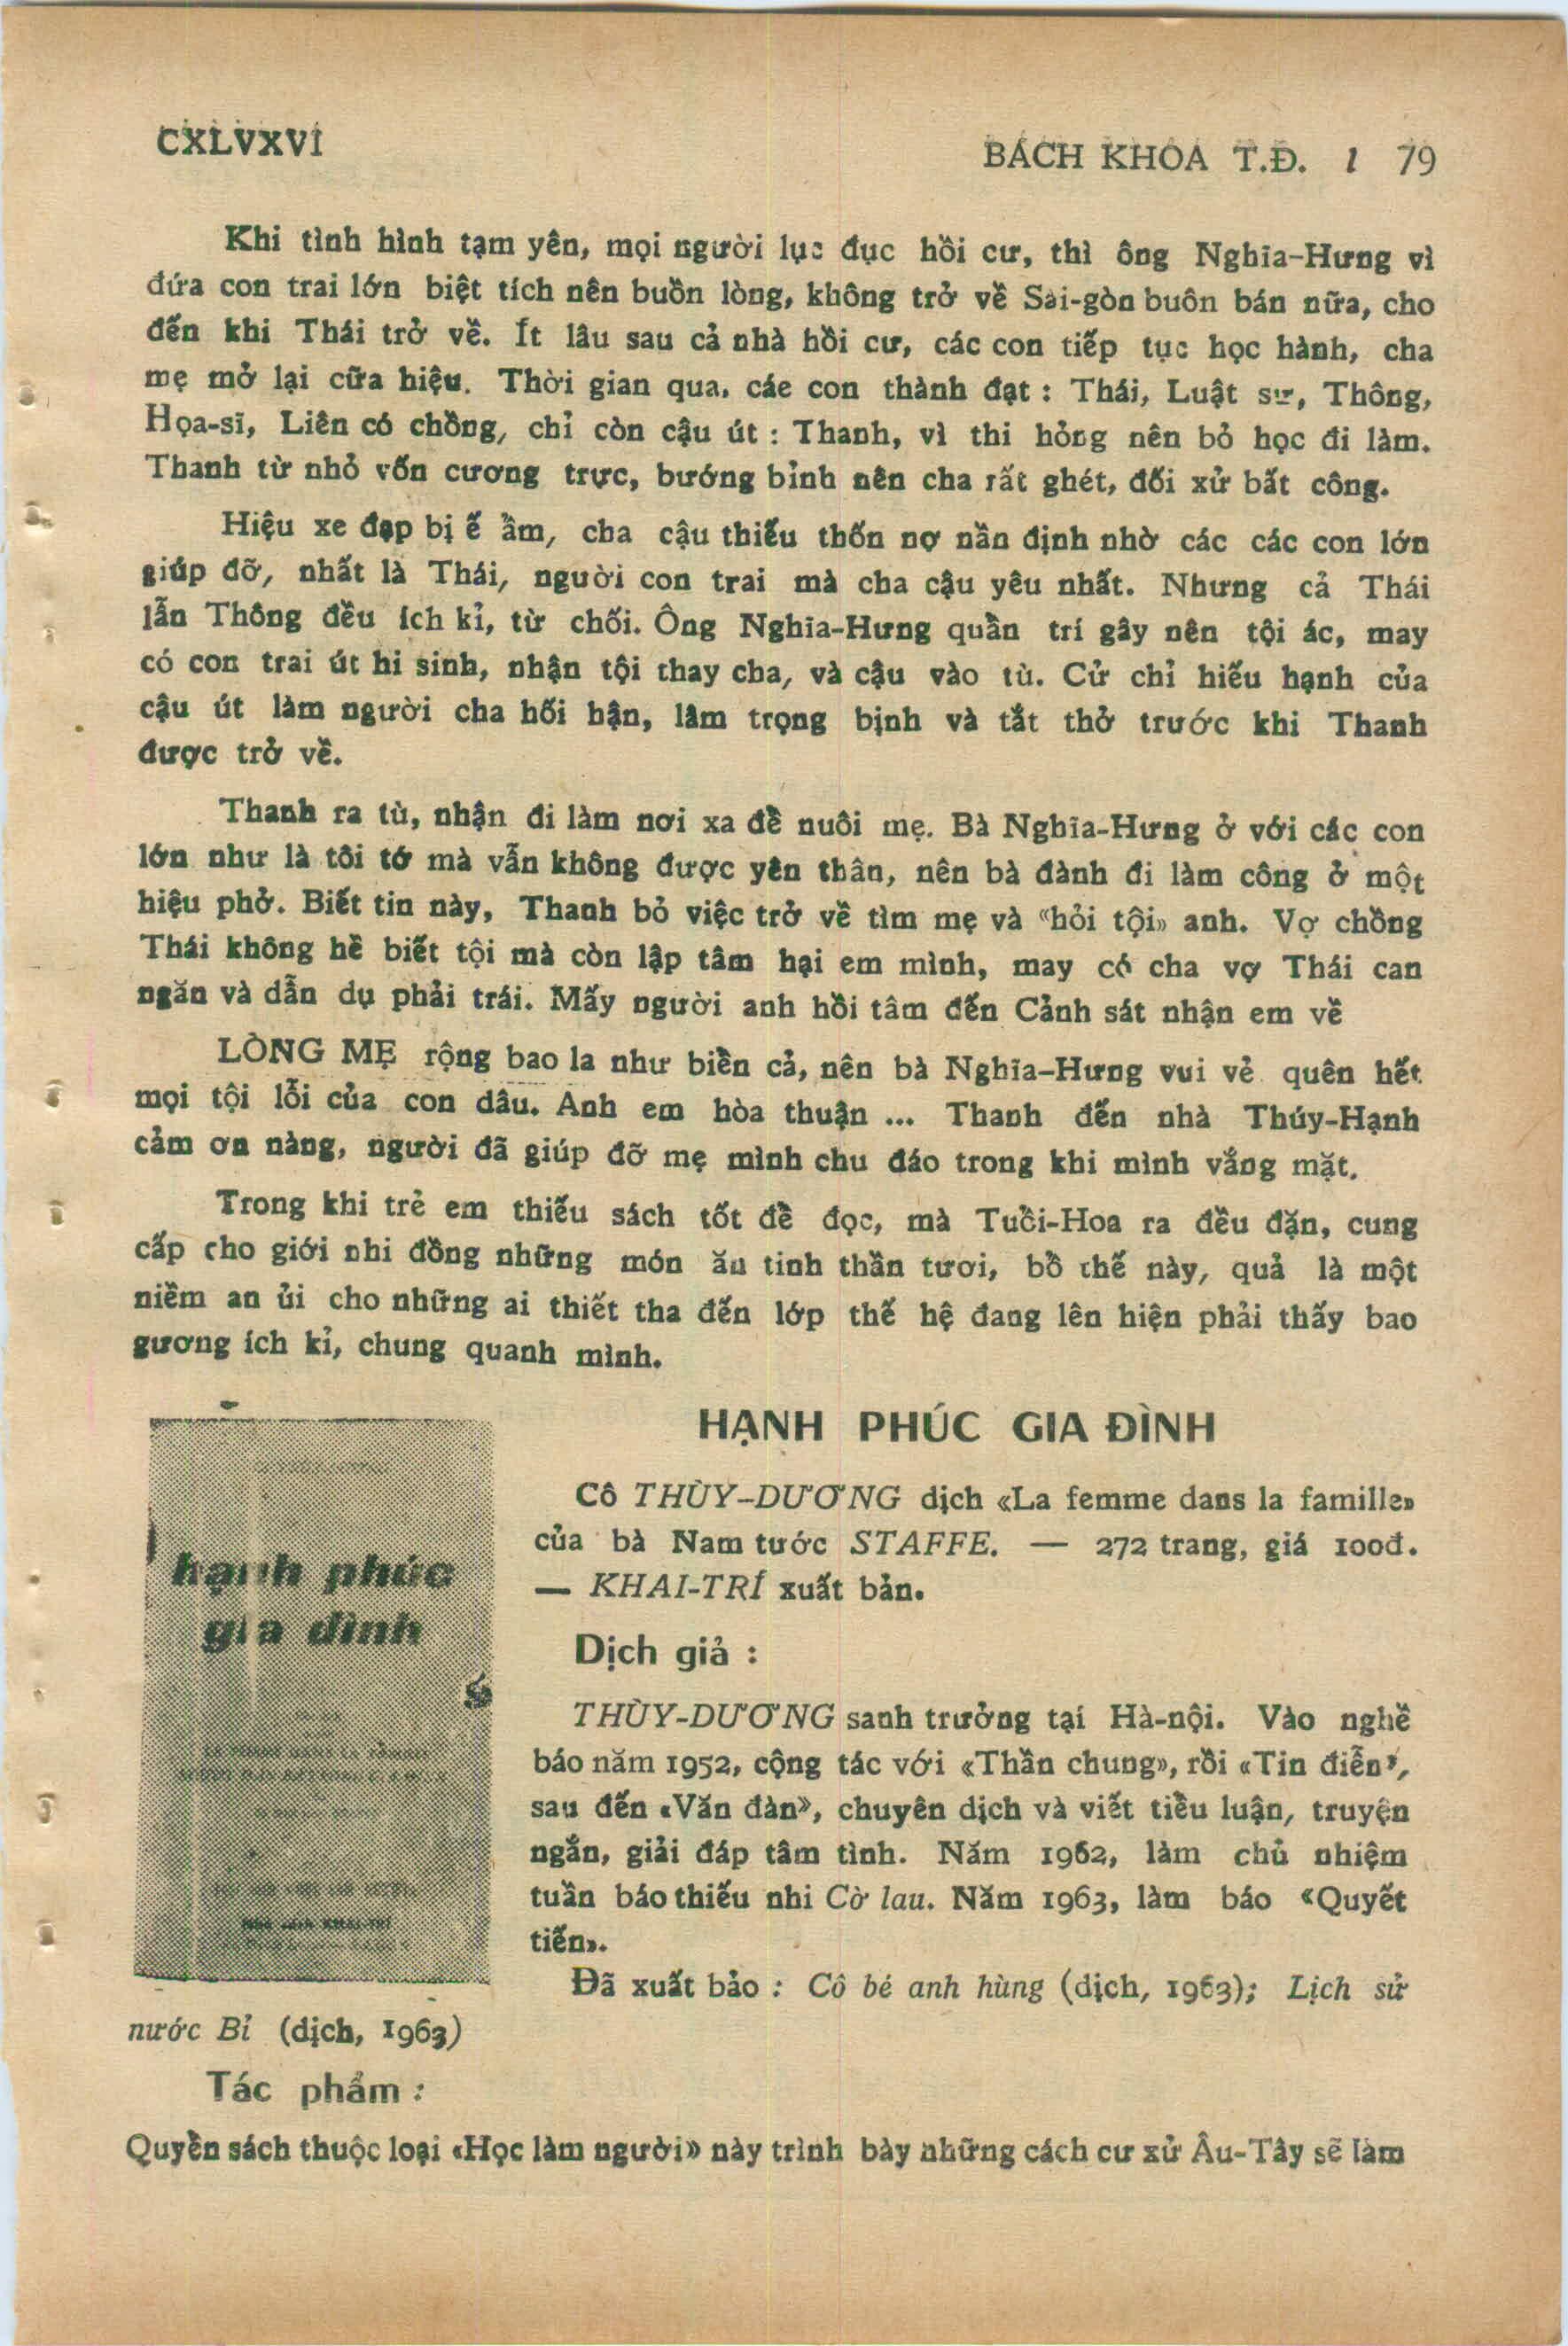 CXLVXVI
BÁCH KHOA T.Đ. 1 79
Khi tình hình tạm yên, mọi người lục đục hồi cư, thì ông Nghĩa-Hưng vì
đứa con trai lớn biệt tích nên buồn lòng, không trở về Sài-gòn buôn bán nữa, cho
đến khi Thái trở về. Ít lâu sau cả nhà hồi cư, các con tiếp tục học hành, cha
mẹ mở lại cữa hiệu. Thời gian qua, các con thành đạt : Thái, Luật sư, Thông,
Họa-sĩ, Liên có chồng, chỉ còn cậu út : Thanh, vì thi hỏng nên bỏ học đi làm.
Thanh từ nhỏ vốn cương trực, bướng bỉnh nên cha rất ghét, đối xử bất công.
Hiệu xe đạp bị ế ẩm, cha cậu thiếu thốn nợ nần định nhờ các các con lớn
giúp đỡ, nhất là Thái, người con trai mà cha cậu yêu nhất. Nhưng cả Thái
lẫn Thông đều ích kỉ, từ chối. Ông Nghĩa-Hưng quần trí gây nên tội ác, may
có con trai út hi sinh, nhận tội thay cha, và cậu vào tù. Cử chỉ hiếu hạnh của
cậu út làm người cha hối hận, lâm trọng bịnh và tắt thở trước khi Thanh
được trở về.
Thanh ra tù, nhận đi làm nơi xa để nuôi mẹ. Bà Nghĩa-Hưng ở với các con
lớn như là tôi tớ mà vẫn không được yên thân, nên bà đành đi làm công ở một
hiệu phở. Biết tin này, Thanh bỏ việc trở về tìm mẹ và «hỏi tội» anh. Vợ chồng
Thái không hề biết tội mà còn lập tâm hại em mình, may có cha vợ Thái can
ngăn và dẫn dụ phải trái. Mấy người anh hồi tâm đến Cảnh sát nhận em về
LÒNG MẸ rộng bao la như biển cả, nên bà Nghĩa-Hưng vui vẻ quên hết
mọi tội lỗi của con dâu. Anh em hòa thuận ... Thanh đến nhà Thúy-Hạnh
cảm ơn nàng, người đã giúp đỡ mẹ mình chu đáo trong khi mình vắng mặt.
Trong khi trẻ em thiếu sách tốt để đọc, mà Tuổi-Hoa ra đều đặn, cung
cấp cho giới nhi đồng những món ăn tinh thần tươi, bổ thế này, quả là một
niềm an ủi cho những ai thiết tha đến lớp thế hệ đang lên hiện phải thấy bao
gương ích kỉ, chung quanh mình.
hạnh phúc
gia đình
HẠNH PHÚC GIA ĐÌNH
Cô THÙY-DƯƠNG dịch «La femme dans la famille»
của bà Nam tước STAFFE. — 272 trang, giá 100đ.
— KHAI-TRÍ xuất bản.
Dịch giả :
THÙY-DƯƠNG sanh trưởng tại Hà-nội. Vào nghề
báo năm 1952, cộng tác với «Thần chung», rồi «Tin điễn»,
sau đến «Văn đàn», chuyên dịch và viết tiểu luận, truyện
ngắn, giải đáp tâm tình. Năm 1962, làm chủ nhiệm
tuần báo thiếu nhi Cờ lau. Năm 1963, làm báo «Quyết
tiến».
Đã xuất bảo : Cô bé anh hùng (dịch, 1963); Lịch sử
nước Bỉ (dịch, 1963)
Tác phẩm :
Quyển sách thuộc loại «Học làm người» này trình bày những cách cư xử Âu-Tây sẽ làm